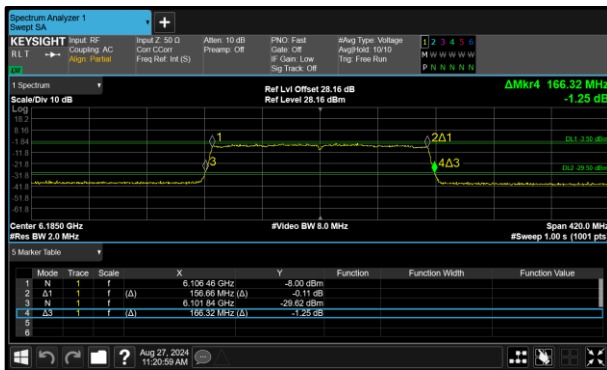 Spectrum Analyzer 1
Swept SA
+
KEYSIGHT Input: RF Input Z: 50 Ω Atten: 10 dB PNO: Fast #Avg Type: Voltage 1 2 3 4 5 6
RLT Coupling: AC Corr CCorr Preamp: Off Gate: Off Avg|Hold: 10/10 M W W W W W
Align: Partial Freq Ref: Int (S) IF Gain: Low Trig: Free Run
Sig Track: Off P N N N N N
1 Spectrum Ref Lvl Offset 28.16 dB ΔMkr4 166.32 MHz
Scale/Div 10 dB Ref Level 28.16 dBm -1.25 dB
Log
18.2
8.16
-1.84 1 2Δ1 DL1 -3.50 dBm
-11.8
-21.8 3 4Δ3 DL2 -29.50 dBm
-31.8
-41.8
-51.8
-61.8
Center 6.1850 GHz #Video BW 8.0 MHz Span 420.0 MHz
#Res BW 2.0 MHz #Sweep 1.00 s (1001 pts
5 Marker Table
Mode Trace Scale X Y Function Function Width Function Value
1 N 1 f 6.106 46 GHz -8.00 dBm
2 Δ1 1 f (Δ) 156.66 MHz (Δ) -0.11 dB
3 N 1 f 6.101 84 GHz -29.62 dBm
4 Δ3 1 f (Δ) 166.32 MHz (Δ) -1.25 dB
5
6
? Aug 27, 2024
11:20:59 AM